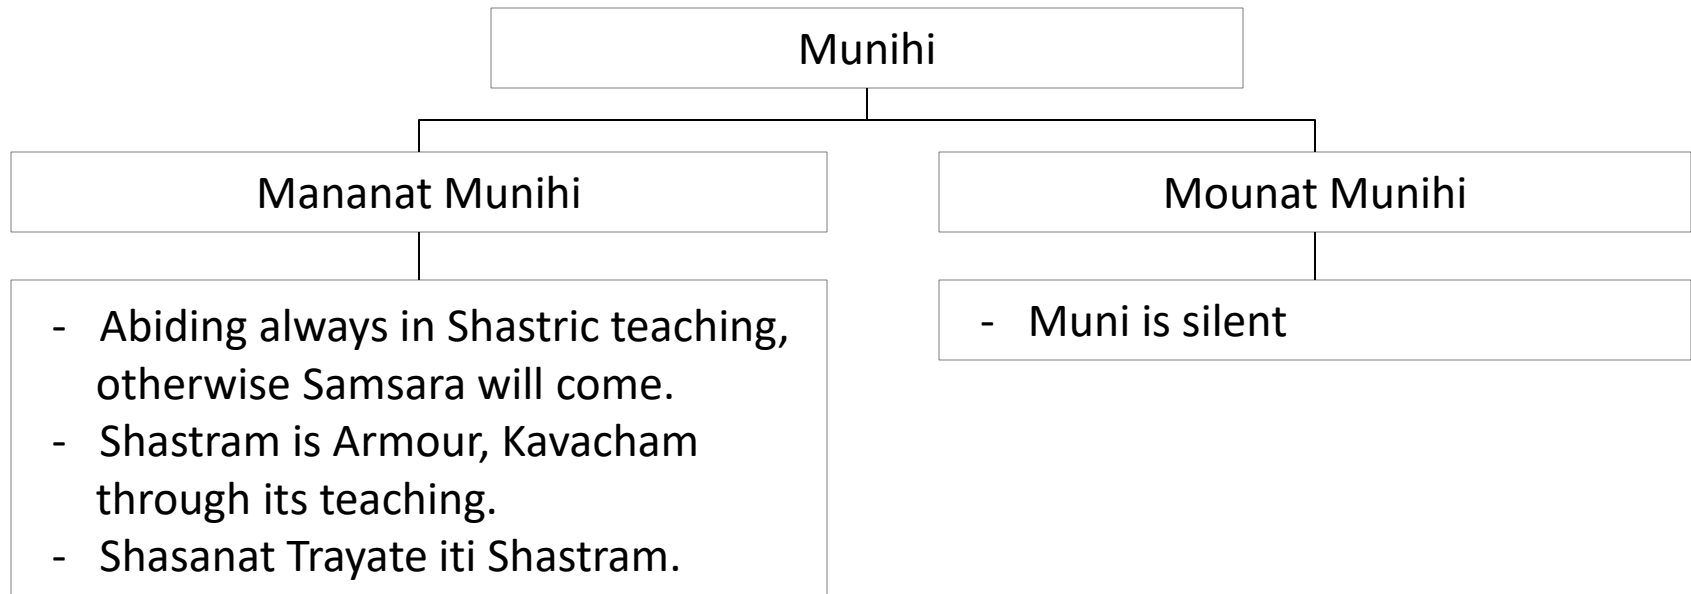 Munihi
Mananat Munihi
Mounat Munihi
- Abiding always in Shastric teaching,
otherwise Samsara will come.
- Shastram is Armour, Kavacham
through its teaching.
- Shasanat Trayate iti Shastram.
- Muni is silent